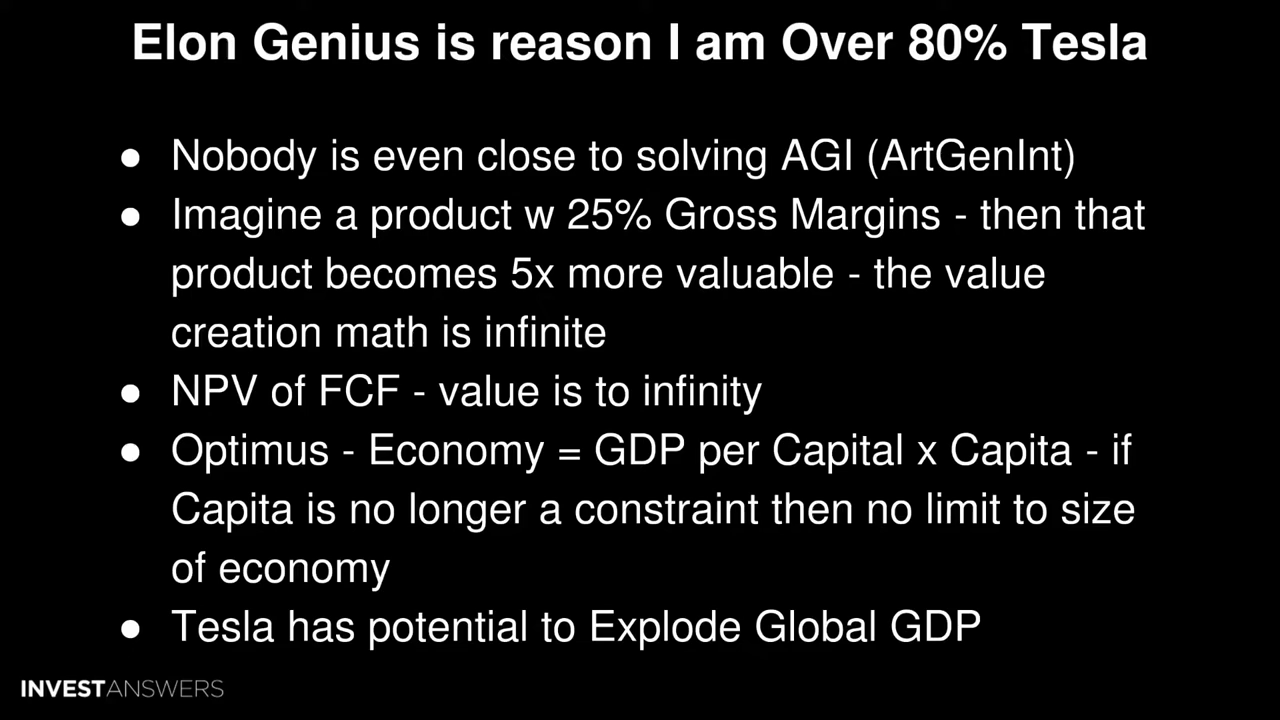 Elon Genius is reason I am Over 80% Tesla
● Nobody is even close to solving AGI (ArtGenInt)
● Imagine a product w 25% Gross Margins - then that
product becomes 5x more valuable - the value
creation math is infinite
● NPV of FCF - value is to infinity
● Optimus - Economy = GDP per Capital x Capita - if
Capita is no longer a constraint then no limit to size
of economy
● Tesla has potential to Explode Global GDP
INVESTANSWERS